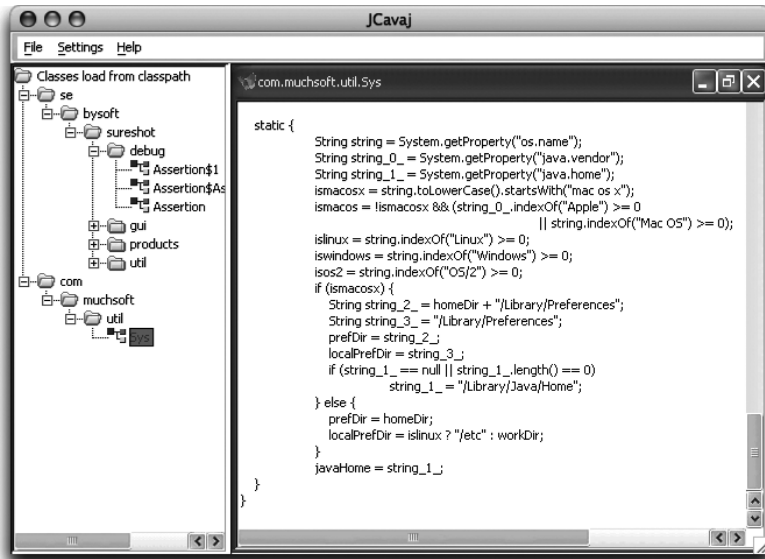 JCavaj
File Settings Help
Classes load from classpath
se
bysoft
sureshot
debug
Assertion$1
Assertion$As
Assertion
gui
products
util
com
muchsoft
util
Sys
com.muchsoft.util.Sys
static {
String string = System.getProperty("os.name");
String string_0_ = System.getProperty("java.vendor");
String string_1_ = System.getProperty("java.home");
ismacosx = string.toLowerCase().startsWith("mac os x");
ismacos = !ismacosx && (string_0_.indexOf("Apple") >= 0
|| string.indexOf("Mac OS") >= 0);
islinux = string.indexOf("Linux") >= 0;
iswindows = string.indexOf("Windows") >= 0;
isos2 = string.indexOf("OS/2") >= 0;
if (ismacosx) {
String string_2_ = homeDir + "/Library/Preferences";
String string_3_ = "/Library/Preferences";
prefDir = string_2_;
localPrefDir = string_3_;
if (string_1_ == null || string_1_.length() == 0)
string_1_ = "/Library/Java/Home";
} else {
prefDir = homeDir;
localPrefDir = islinux ? "/etc" : workDir;
}
javaHome = string_1_;
}
}